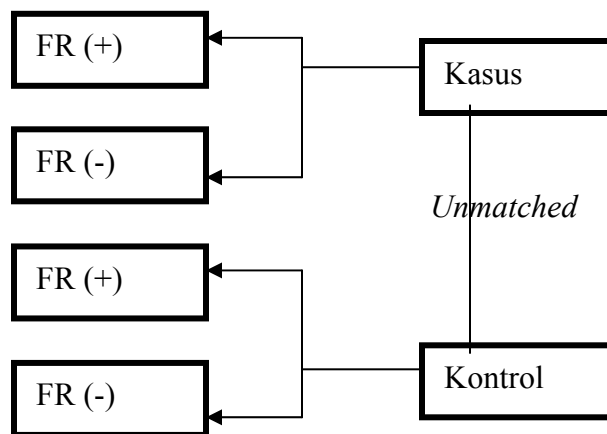 FR (+)
Kasus
FR (-)
Unmatched
FR (+)
Kontrol
FR (-)